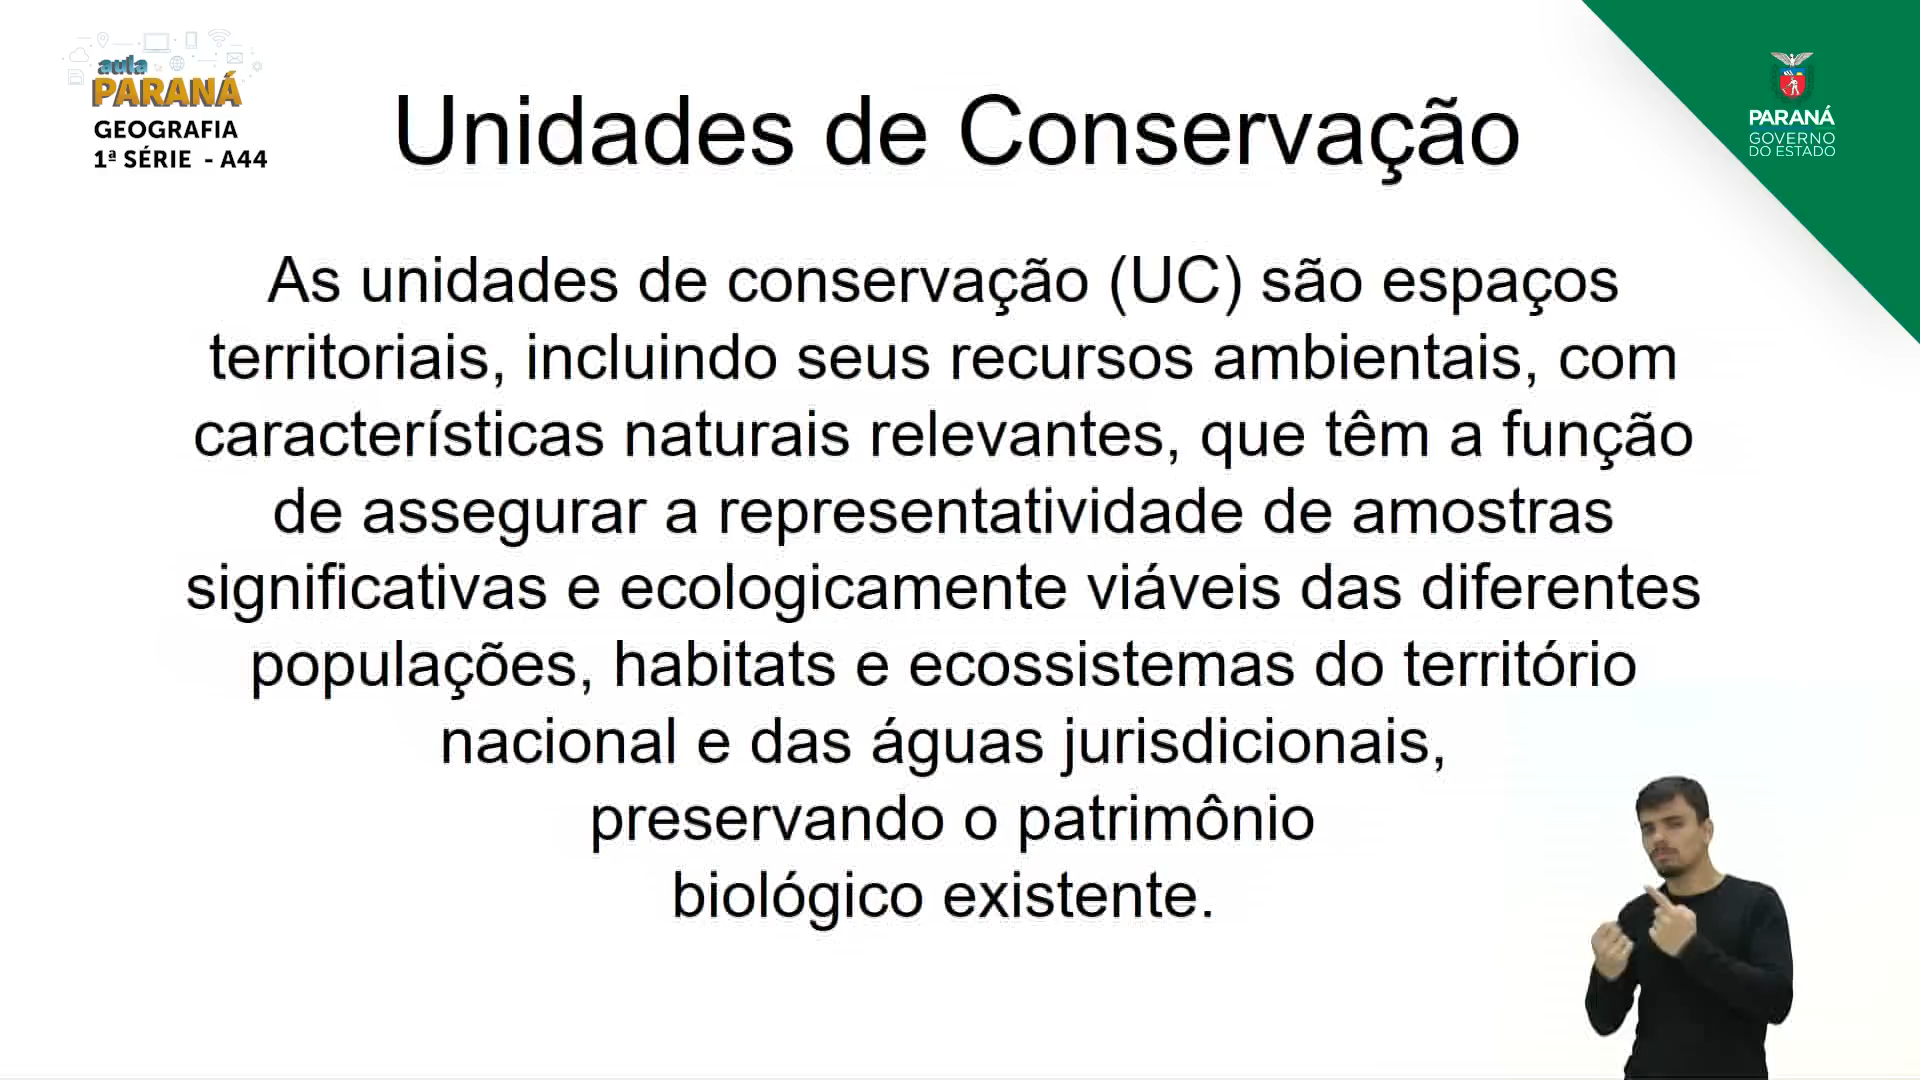 aula
PARANÁ
GEOGRAFIA
1ª SÉRIE - A44
Unidades de Conservação
PARANÁ
GOVERNO
DO ESTADO
As unidades de conservação (UC) são espaços
territoriais, incluindo seus recursos ambientais, com
características naturais relevantes, que têm a função
de assegurar a representatividade de amostras
significativas e ecologicamente viáveis das diferentes
populações, habitats e ecossistemas do território
nacional e das águas jurisdicionais,
preservando o patrimônio
biológico existente.